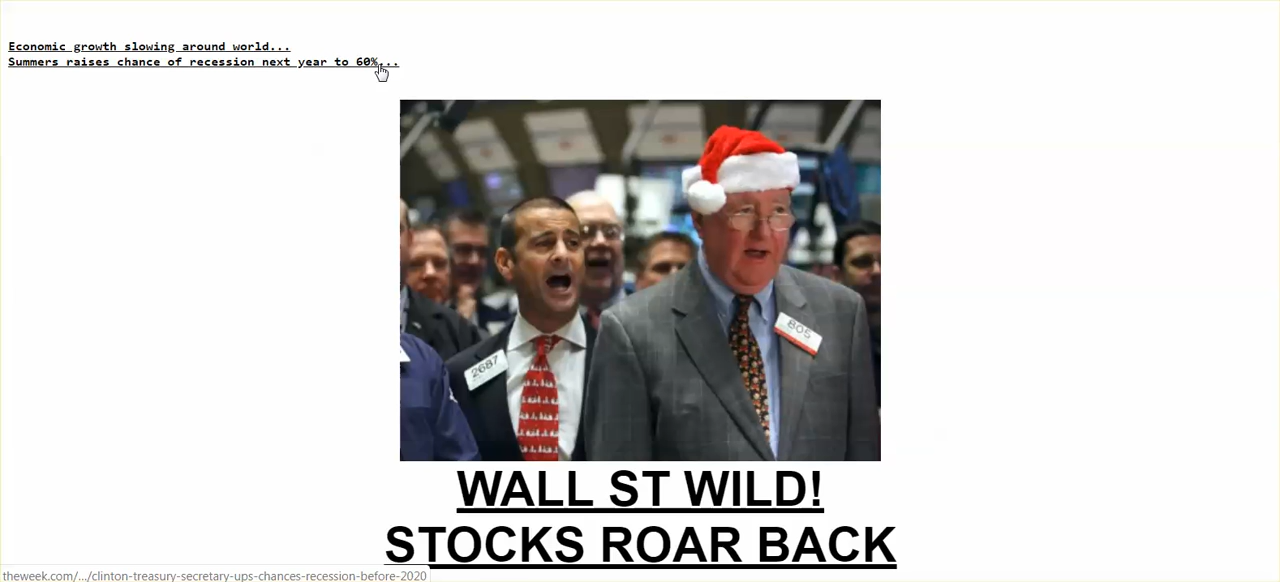 Economic growth slowing around world...
Summers raises chance of recession next year to 60%...
2687
805
WALL ST WILD!
STOCKS ROAR BACK
theweek.com/.../clinton-treasury-secretary-ups-chances-recession-before-2020